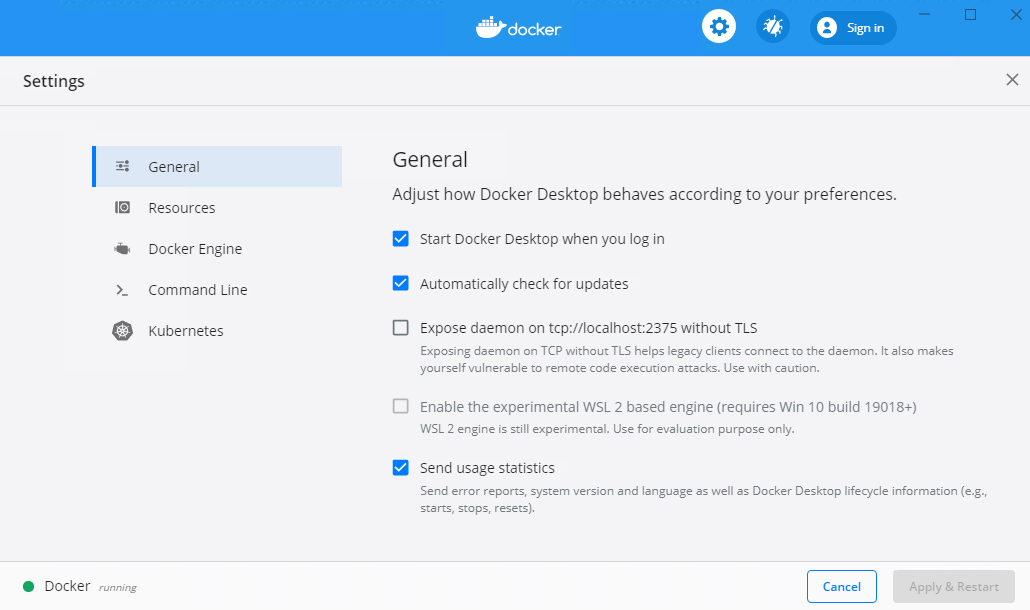 docker
Sign in
Settings
General
Resources
Docker Engine
Command Line
Kubernetes
General
Adjust how Docker Desktop behaves according to your preferences.
Start Docker Desktop when you log in
Automatically check for updates
Expose daemon on tcp://localhost:2375 without TLS
Exposing daemon on TCP without TLS helps legacy clients connect to the daemon. It also makes
yourself vulnerable to remote code execution attacks. Use with caution.
Enable the experimental WSL 2 based engine (requires Win 10 build 19018+)
WSL 2 engine is still experimental. Use for evaluation purpose only.
Send usage statistics
Send error reports, system version and language as well as Docker Desktop lifecycle information (e.g.,
starts, stops, resets).
Docker running
Cancel
Apply & Restart